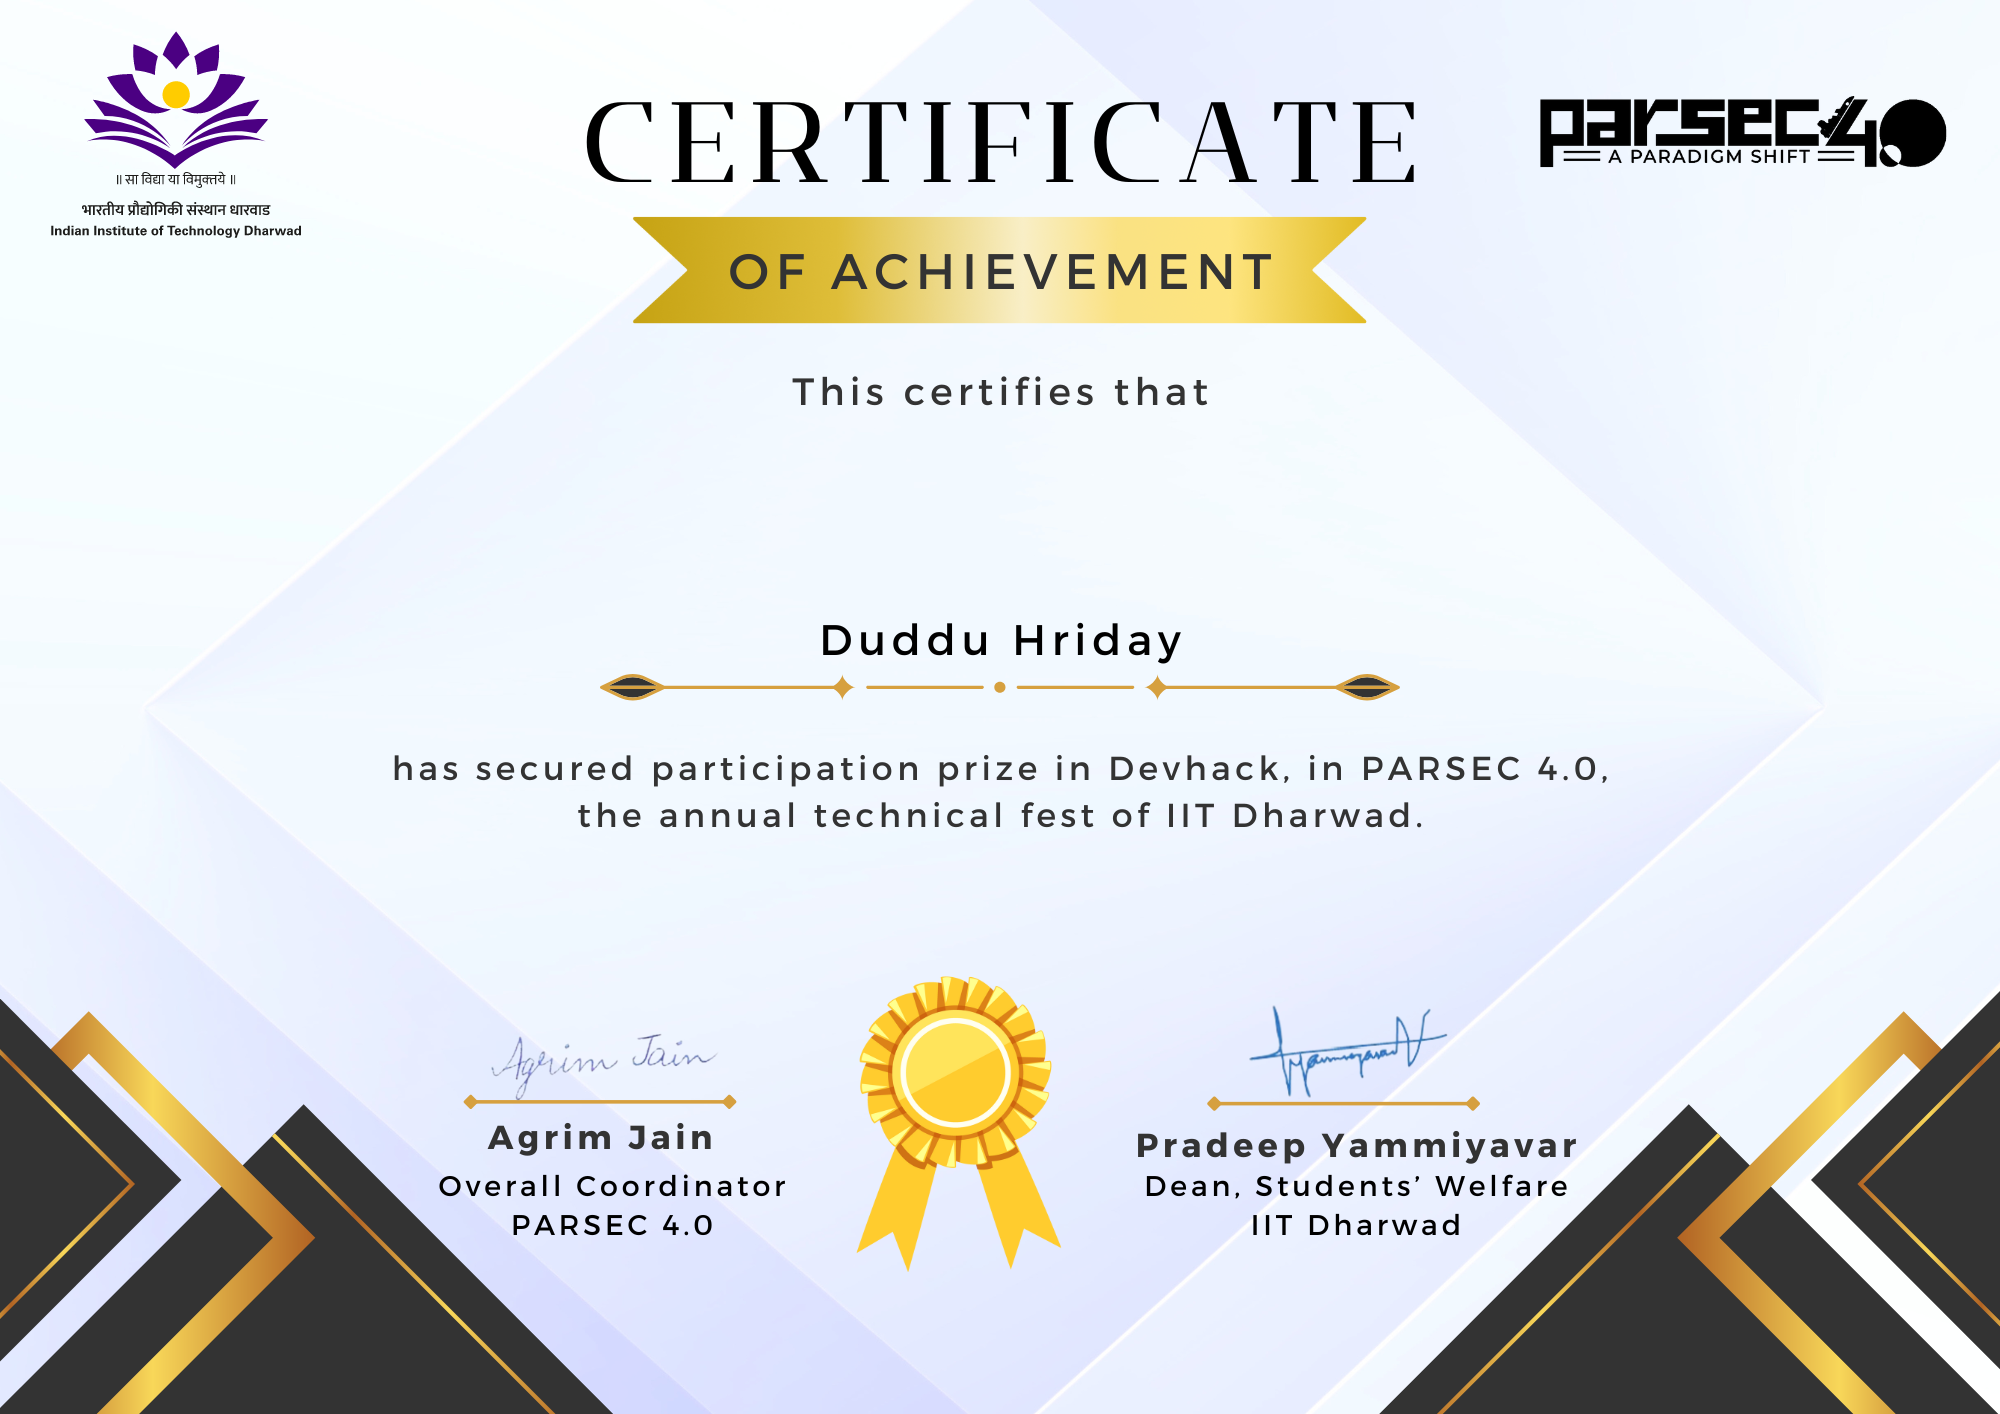 ॥ सा विद्या या विमुक्तये ॥
भारतीय प्रौद्योगिकी संस्थान धारवाड
Indian Institute of Technology Dharwad
parsec 4.0
A PARADIGM SHIFT
CERTIFICATE
OF ACHIEVEMENT
This certifies that
Duddu Hriday
has secured participation prize in Devhack, in PARSEC 4.0,
the annual technical fest of IIT Dharwad.
Agrim Jain
Agrim Jain
Overall Coordinator
PARSEC 4.0
Pradeep Yammiyavar
Dean, Students’ Welfare
IIT Dharwad